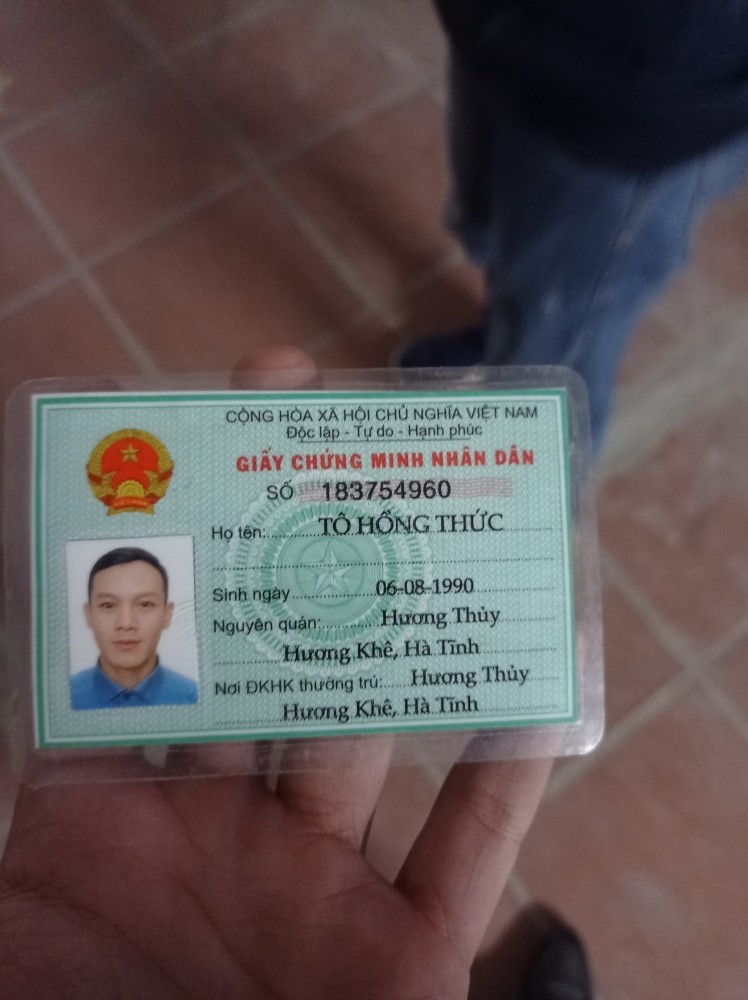 CỘNG HÒA XÃ HỘI CHỦ NGHĨA VIỆT NAM
Độc lập - Tự do - Hạnh phúc
GIẤY CHỨNG MINH NHÂN DÂN
SỐ 183754960
Họ tên: TÔ HỒNG THỨC
Sinh ngày 06-08-1990
Nguyên quán: Hương Thủy
Hương Khê, Hà Tĩnh
Nơi ĐKHK thường trú: Hương Thủy
Hương Khê, Hà Tĩnh